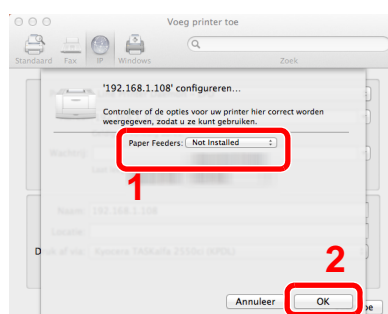 Voeg printer toe
Standaard Fax IP Windows Zoek
'192.168.1.108' configureren...
Controleer of de opties voor uw printer hier correct worden
weergegeven, zodat u ze kunt gebruiken.
Paper Feeders: Not Installed
1
Wachtrij:
Naam: 192.168.1.108
Locatie:
Druk af via: Kyocera TASKalfa 2550ci (KPDL)
2
Annuleer OK